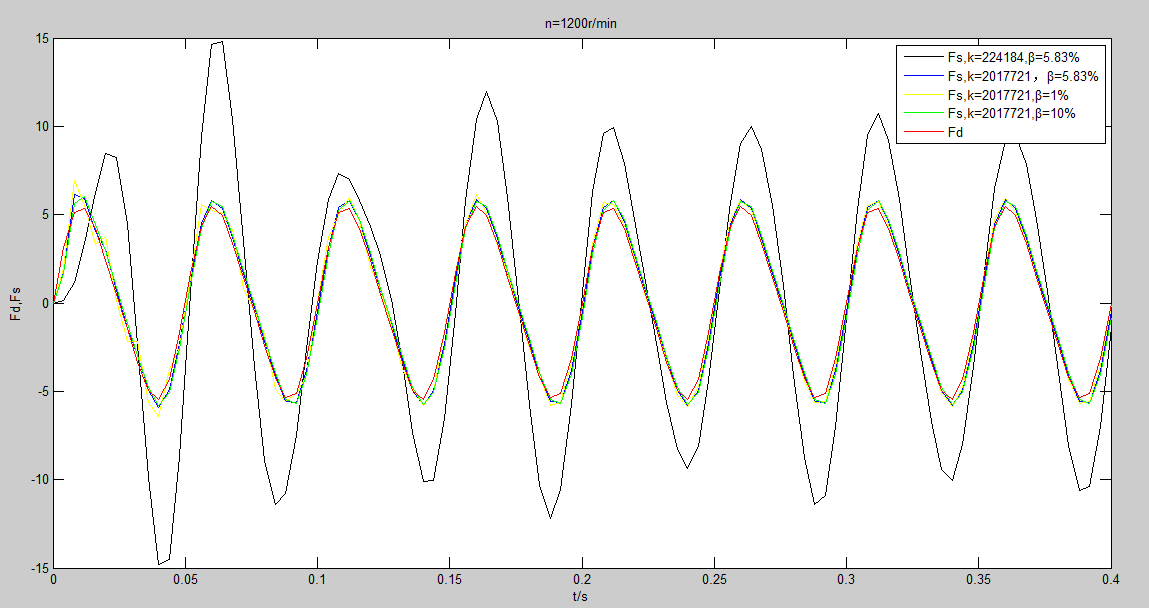 n=1200r/min
15
10
5
0
-5
-10
-15
Fd,Fs
Fs,k=224184,β=5.83%
Fs,k=2017721，β=5.83%
Fs,k=2017721,β=1%
Fs,k=2017721,β=10%
Fd
0 0.05 0.1 0.15 0.2 0.25 0.3 0.35 0.4
t/s